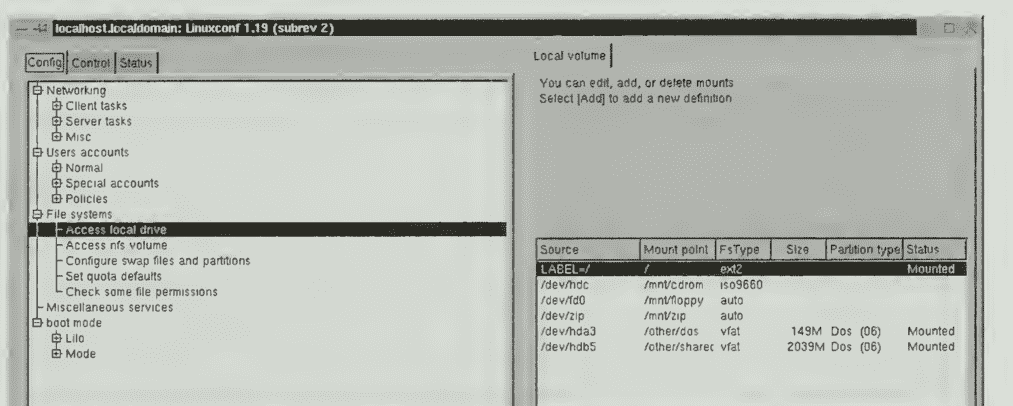 localhost.localdomain: Linuxconf 1.19 (subrev 2)
Config Control Status
Networking
Client tasks
Server tasks
Misc
Users accounts
Normal
Special accounts
Policies
File systems
Access local drive
Access nfs volume
Configure swap files and partitions
Set quota defaults
Check some file permissions
Miscellaneous services
boot mode
Lilo
Mode
Local volume
You can edit, add, or delete mounts
Select [Add] to add a new definition
Source Mount point FsType Size Partition type Status
LABEL=/ / ext2 Mounted
/dev/hdc /mnt/cdrom iso9660
/dev/fd0 /mnt/floppy auto
/dev/zip /mnt/zip auto
/dev/hda3 /other/dos vfat 149M Dos (06) Mounted
/dev/hdb5 /other/sharec vfat 2039M Dos (06) Mounted